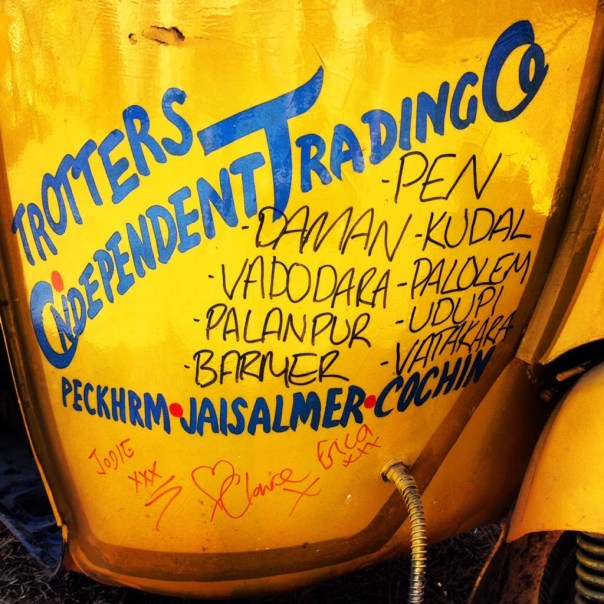 TROTTERS
INDEPENDENT TRADING CO
-PEN
-DAMAN -KUDAL
-VADODARA -PALOLEM
-PALANPUR -UDUPI
-BARMER -VATAKARA
PECKHRM•JAISALMER•COCHIN
JODIE
xxx
Clarice
x
Erica
xxx